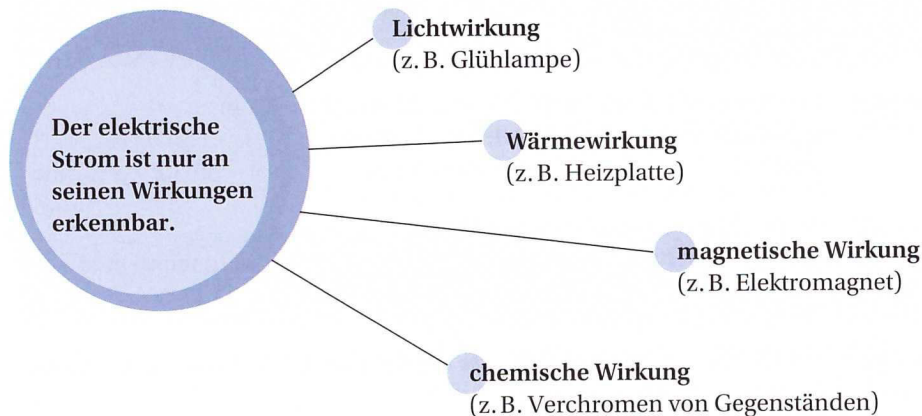 Lichtwirkung
(z. B. Glühlampe)
Der elektrische
Strom ist nur an
seinen Wirkungen
erkennbar.
Wärmewirkung
(z. B. Heizplatte)
magnetische Wirkung
(z. B. Elektromagnet)
chemische Wirkung
(z. B. Verchromen von Gegenständen)